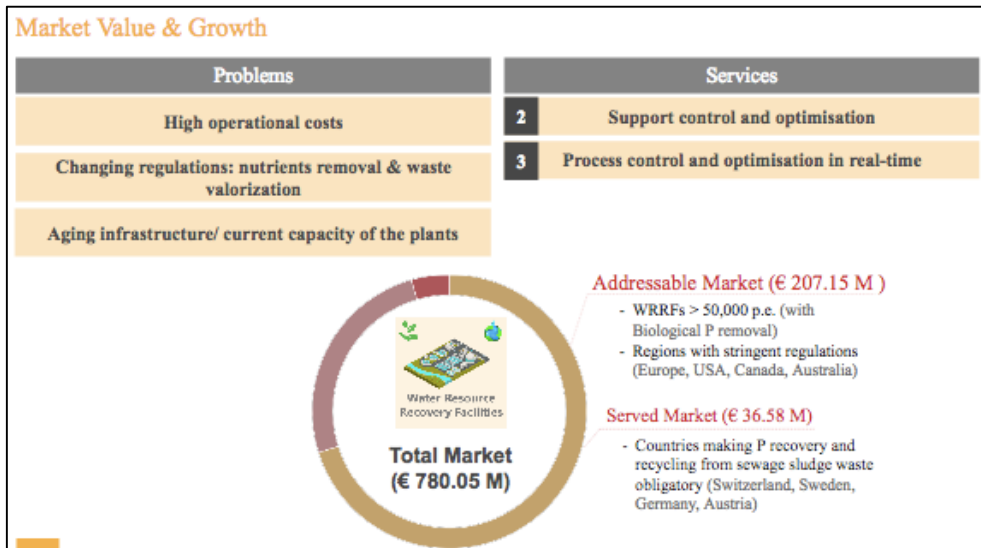 Market Value & Growth
Problems
High operational costs
Changing regulations: nutrients removal & waste
valorization
Aging infrastructure/ current capacity of the plants
Services
2 Support control and optimisation
3 Process control and optimisation in real-time
Water Resource
Recovery Facilities
Total Market
(€ 780.05 M)
Addressable Market (€ 207.15 M )
- WRRFs > 50,000 p.e. (with
Biological P removal)
- Regions with stringent regulations
(Europe, USA, Canada, Australia)
Served Market (€ 36.58 M)
- Countries making P recovery and
recycling from sewage sludge waste
obligatory (Switzerland, Sweden,
Germany, Austria)